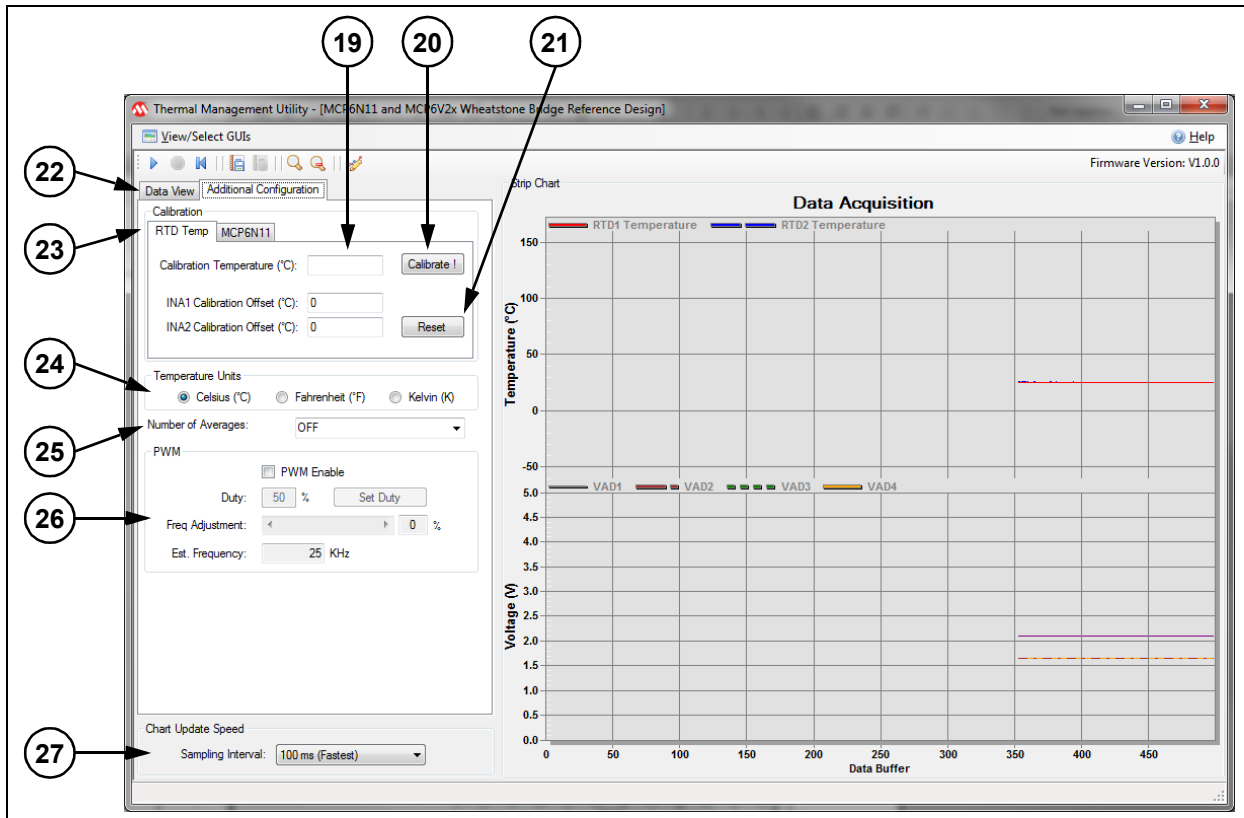 19 20 21
Thermal Management Utility - [MCP6N11 and MCP6V2x Wheatstone Bridge Reference Design]
View/Select GUIs
Help
Firmware Version: V1.0.0
22
Data View Additional Configuration
Calibration
23
RTD Temp MCP6N11
Calibration Temperature (°C): Calibrate !
INA1 Calibration Offset (°C): 0
INA2 Calibration Offset (°C): 0 Reset
24
Temperature Units
Celsius (°C) Fahrenheit (°F) Kelvin (K)
25
Number of Averages: OFF
PWM
PWM Enable
Duty: 50 % Set Duty
26
Freq Adjustment: 0 %
Est. Frequency: 25 KHz
Chart Update Speed
27
Sampling Interval: 100 ms (Fastest)
Strip Chart
Data Acquisition
RTD1 Temperature RTD2 Temperature
Temperature (°C)
150
100
50
0
-50
VAD1 VAD2 VAD3 VAD4
Voltage (V)
5.0
4.5
4.0
3.5
3.0
2.5
2.0
1.5
1.0
0.5
0.0
0 50 100 150 200 250 300 350 400 450
Data Buffer